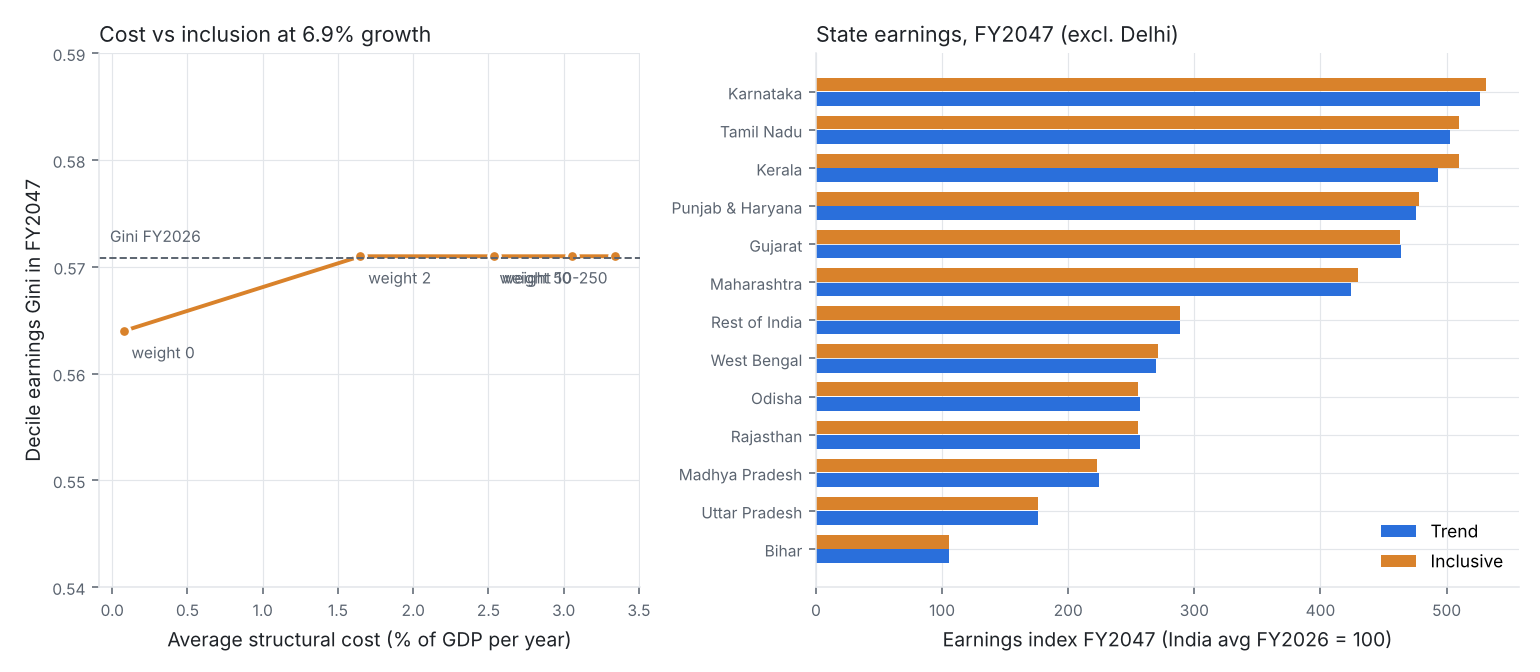 Cost vs inclusion at 6.9% growth
Decile earnings Gini in FY2047
0.59
0.58
0.57
0.56
0.55
0.54
Gini FY2026
weight 0
weight 2
weight 10-250
0.0 0.5 1.0 1.5 2.0 2.5 3.0 3.5
Average structural cost (% of GDP per year)
State earnings, FY2047 (excl. Delhi)
Karnataka
Tamil Nadu
Kerala
Punjab & Haryana
Gujarat
Maharashtra
Rest of India
West Bengal
Odisha
Rajasthan
Madhya Pradesh
Uttar Pradesh
Bihar
Trend
Inclusive
0 100 200 300 400 500
Earnings index FY2047 (India avg FY2026 = 100)